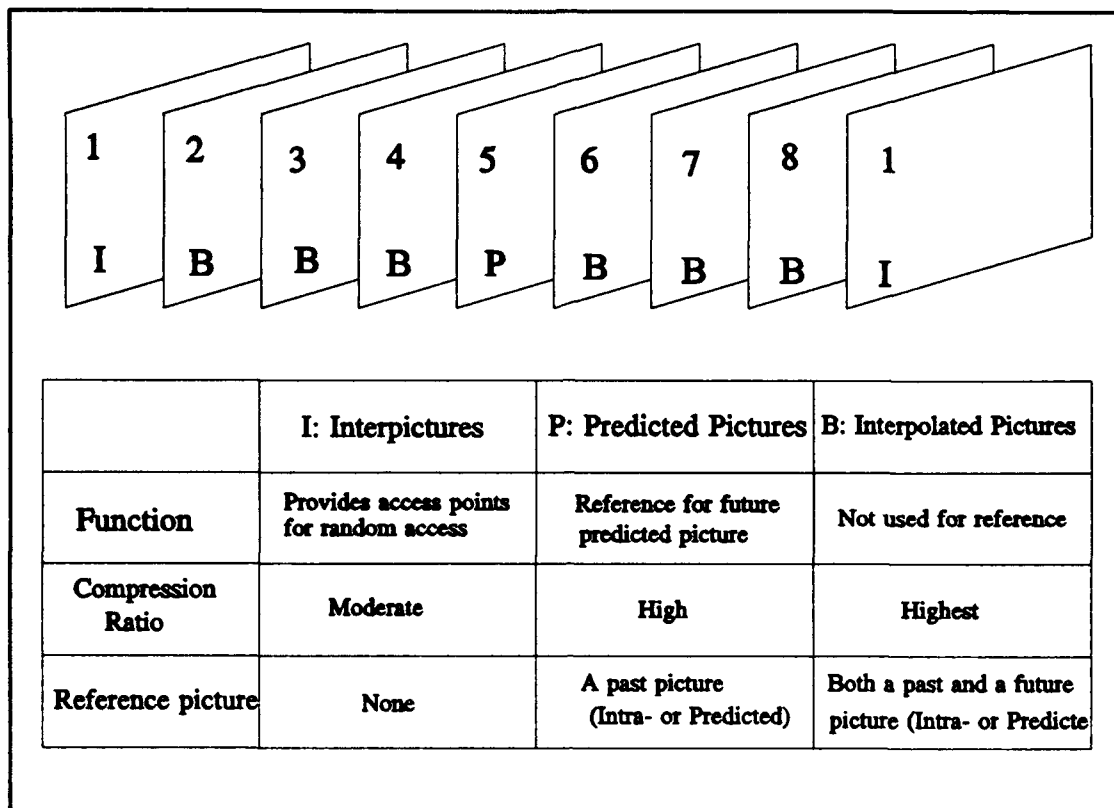 1 2 3 4 5 6 7 8 1
I B B B P B B B I
I: Interpictures P: Predicted Pictures B: Interpolated Pictures
Function
Provides access points
for random access
Reference for future
predicted picture
Not used for reference
Compression
Ratio
Moderate
High
Highest
Reference picture
None
A past picture
(Intra- or Predicted)
Both a past and a future
picture (Intra- or Predicte